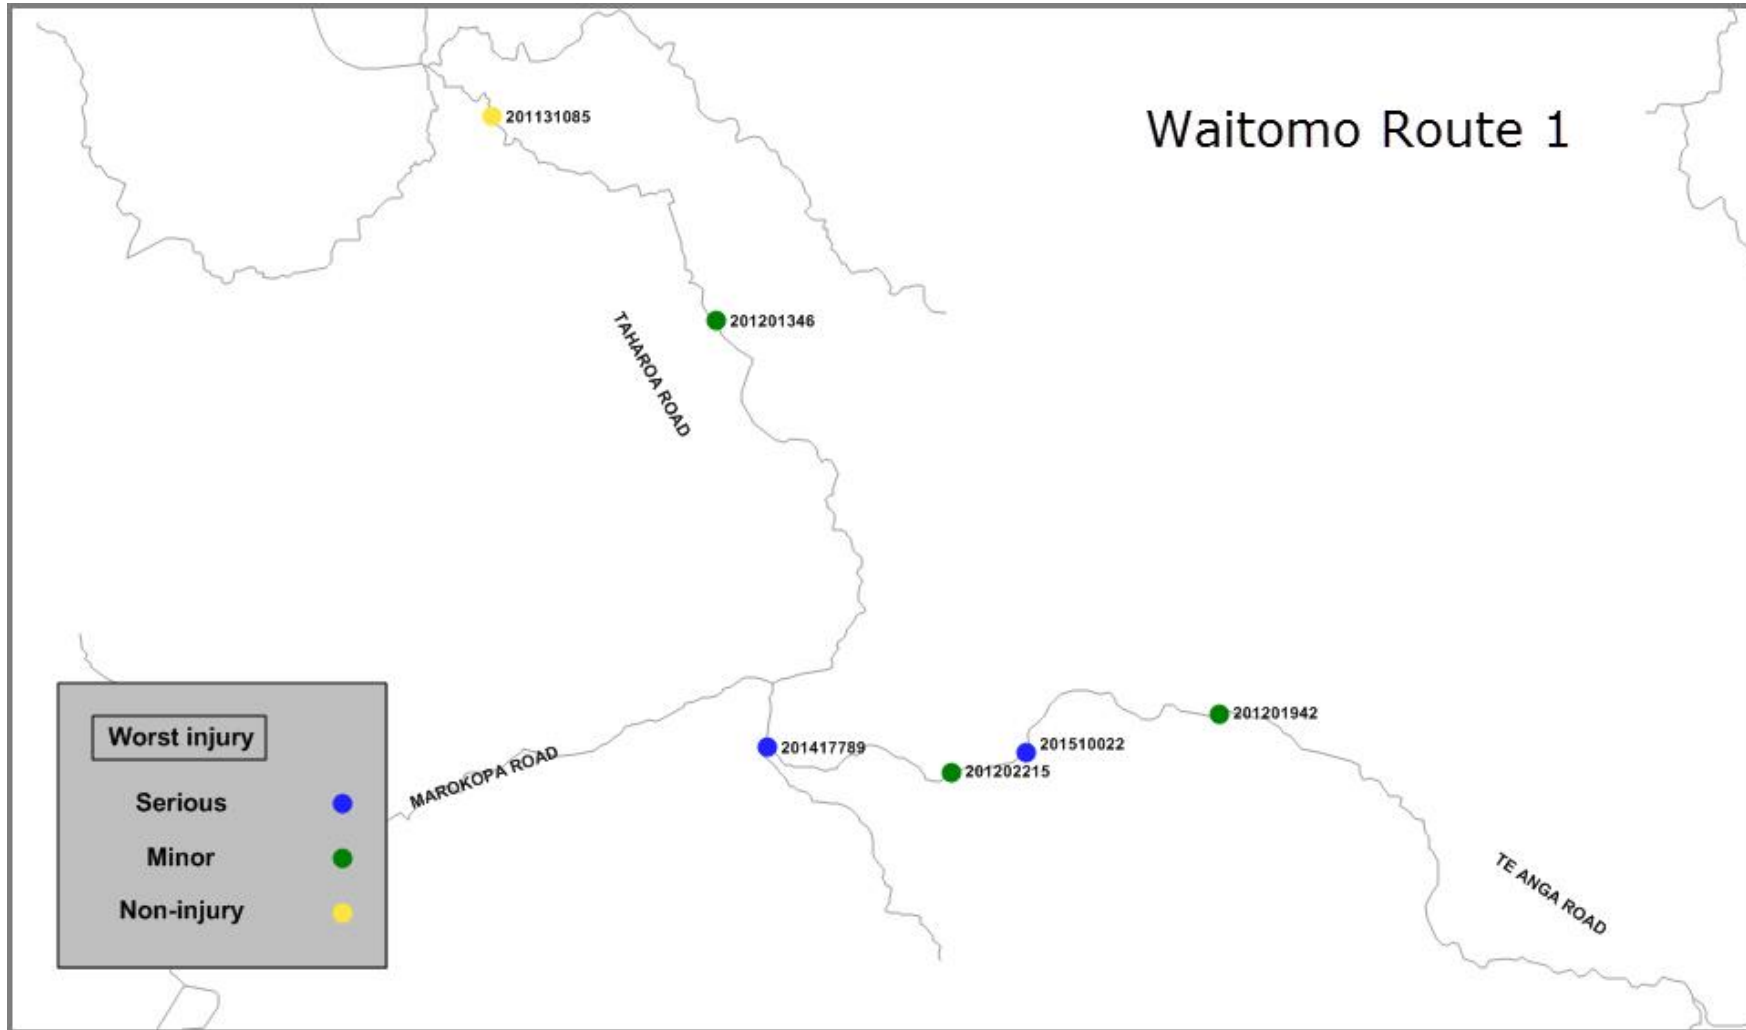 201131085
Waitomo Route 1
201201346
TAHAROA ROAD
201201942
201417789
201510022
201202215
MAROKOPA ROAD
TE ANGA ROAD
Worst injury
Serious
Minor
Non-injury